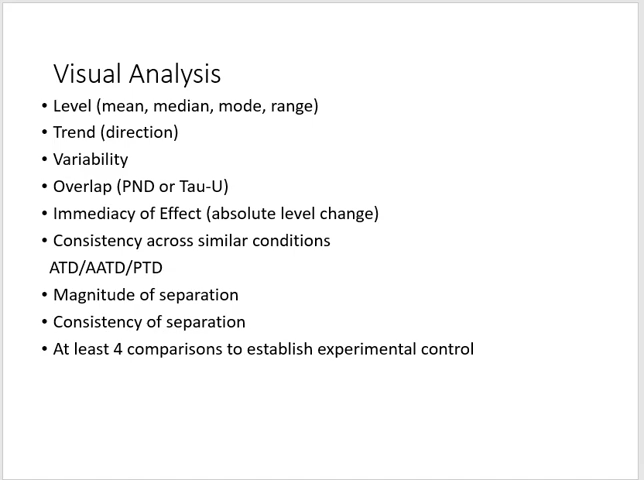 Visual Analysis
• Level (mean, median, mode, range)
• Trend (direction)
• Variability
• Overlap (PND or Tau-U)
• Immediacy of Effect (absolute level change)
• Consistency across similar conditions
ATD/AATD/PTD
• Magnitude of separation
• Consistency of separation
• At least 4 comparisons to establish experimental control